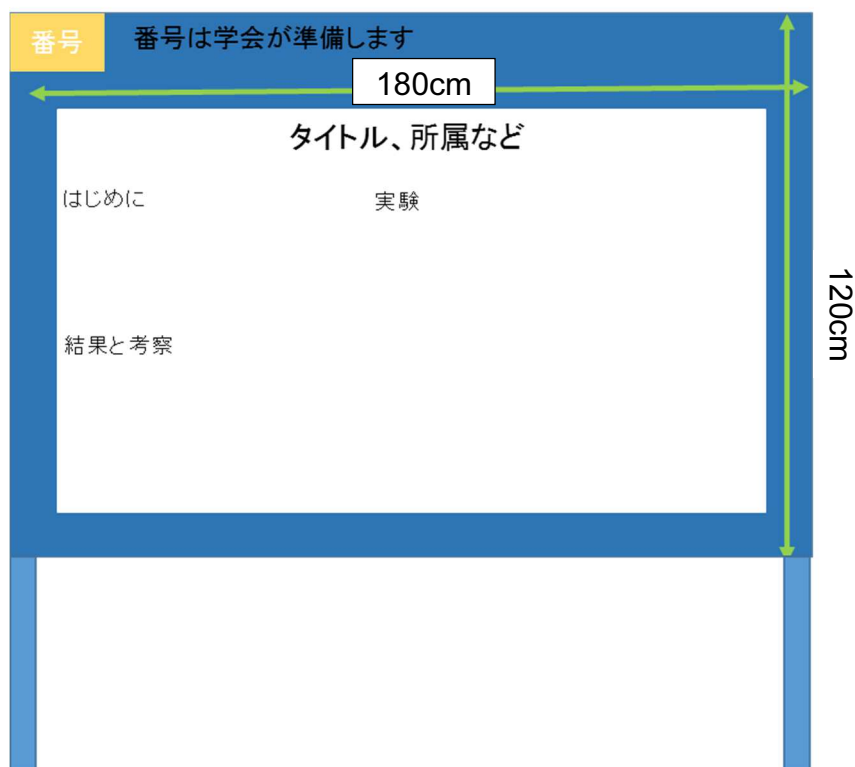 番号
番号は学会が準備します
180cm
タイトル、所属など
はじめに
実験
120cm
結果と考察